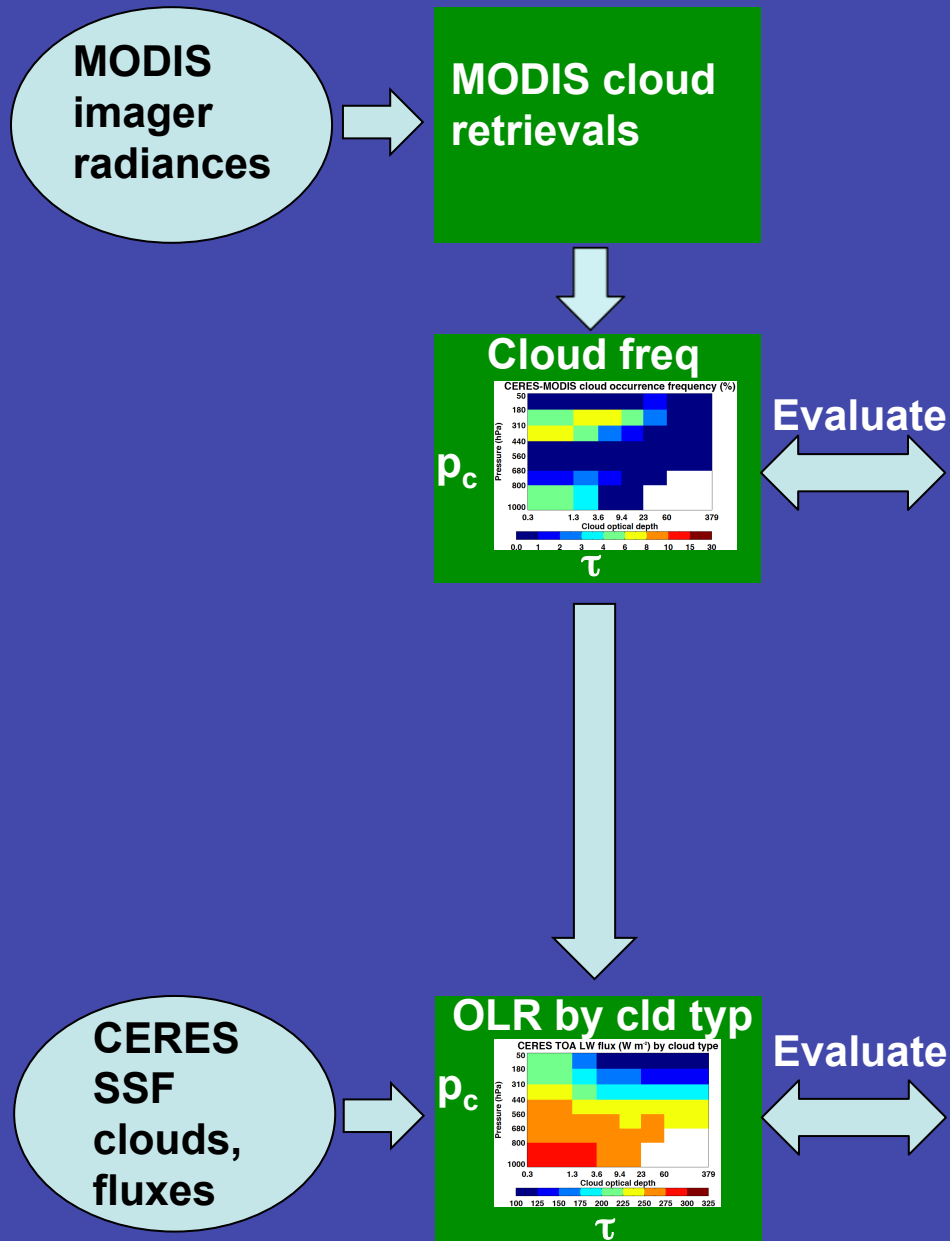 MODIS
imager
radiances
MODIS cloud
retrievals
Cloud freq
CERES-MODIS cloud occurrence frequency (%)
Pressure (hPa)
50
180
310
440
560
680
800
1000
0.3 1.3 3.6 9.4 23 60 379
Cloud optical depth
0.0 1 2 3 4 6 8 10 15 30
pc
τ
Evaluate
CERES
SSF
clouds,
fluxes
OLR by cld typ
CERES TOA LW flux (W m⁻²) by cloud type
Pressure (hPa)
50
180
310
440
560
680
800
1000
0.3 1.3 3.6 9.4 23 60 379
Cloud optical depth
100 125 150 175 200 225 250 275 300 325
pc
τ
Evaluate